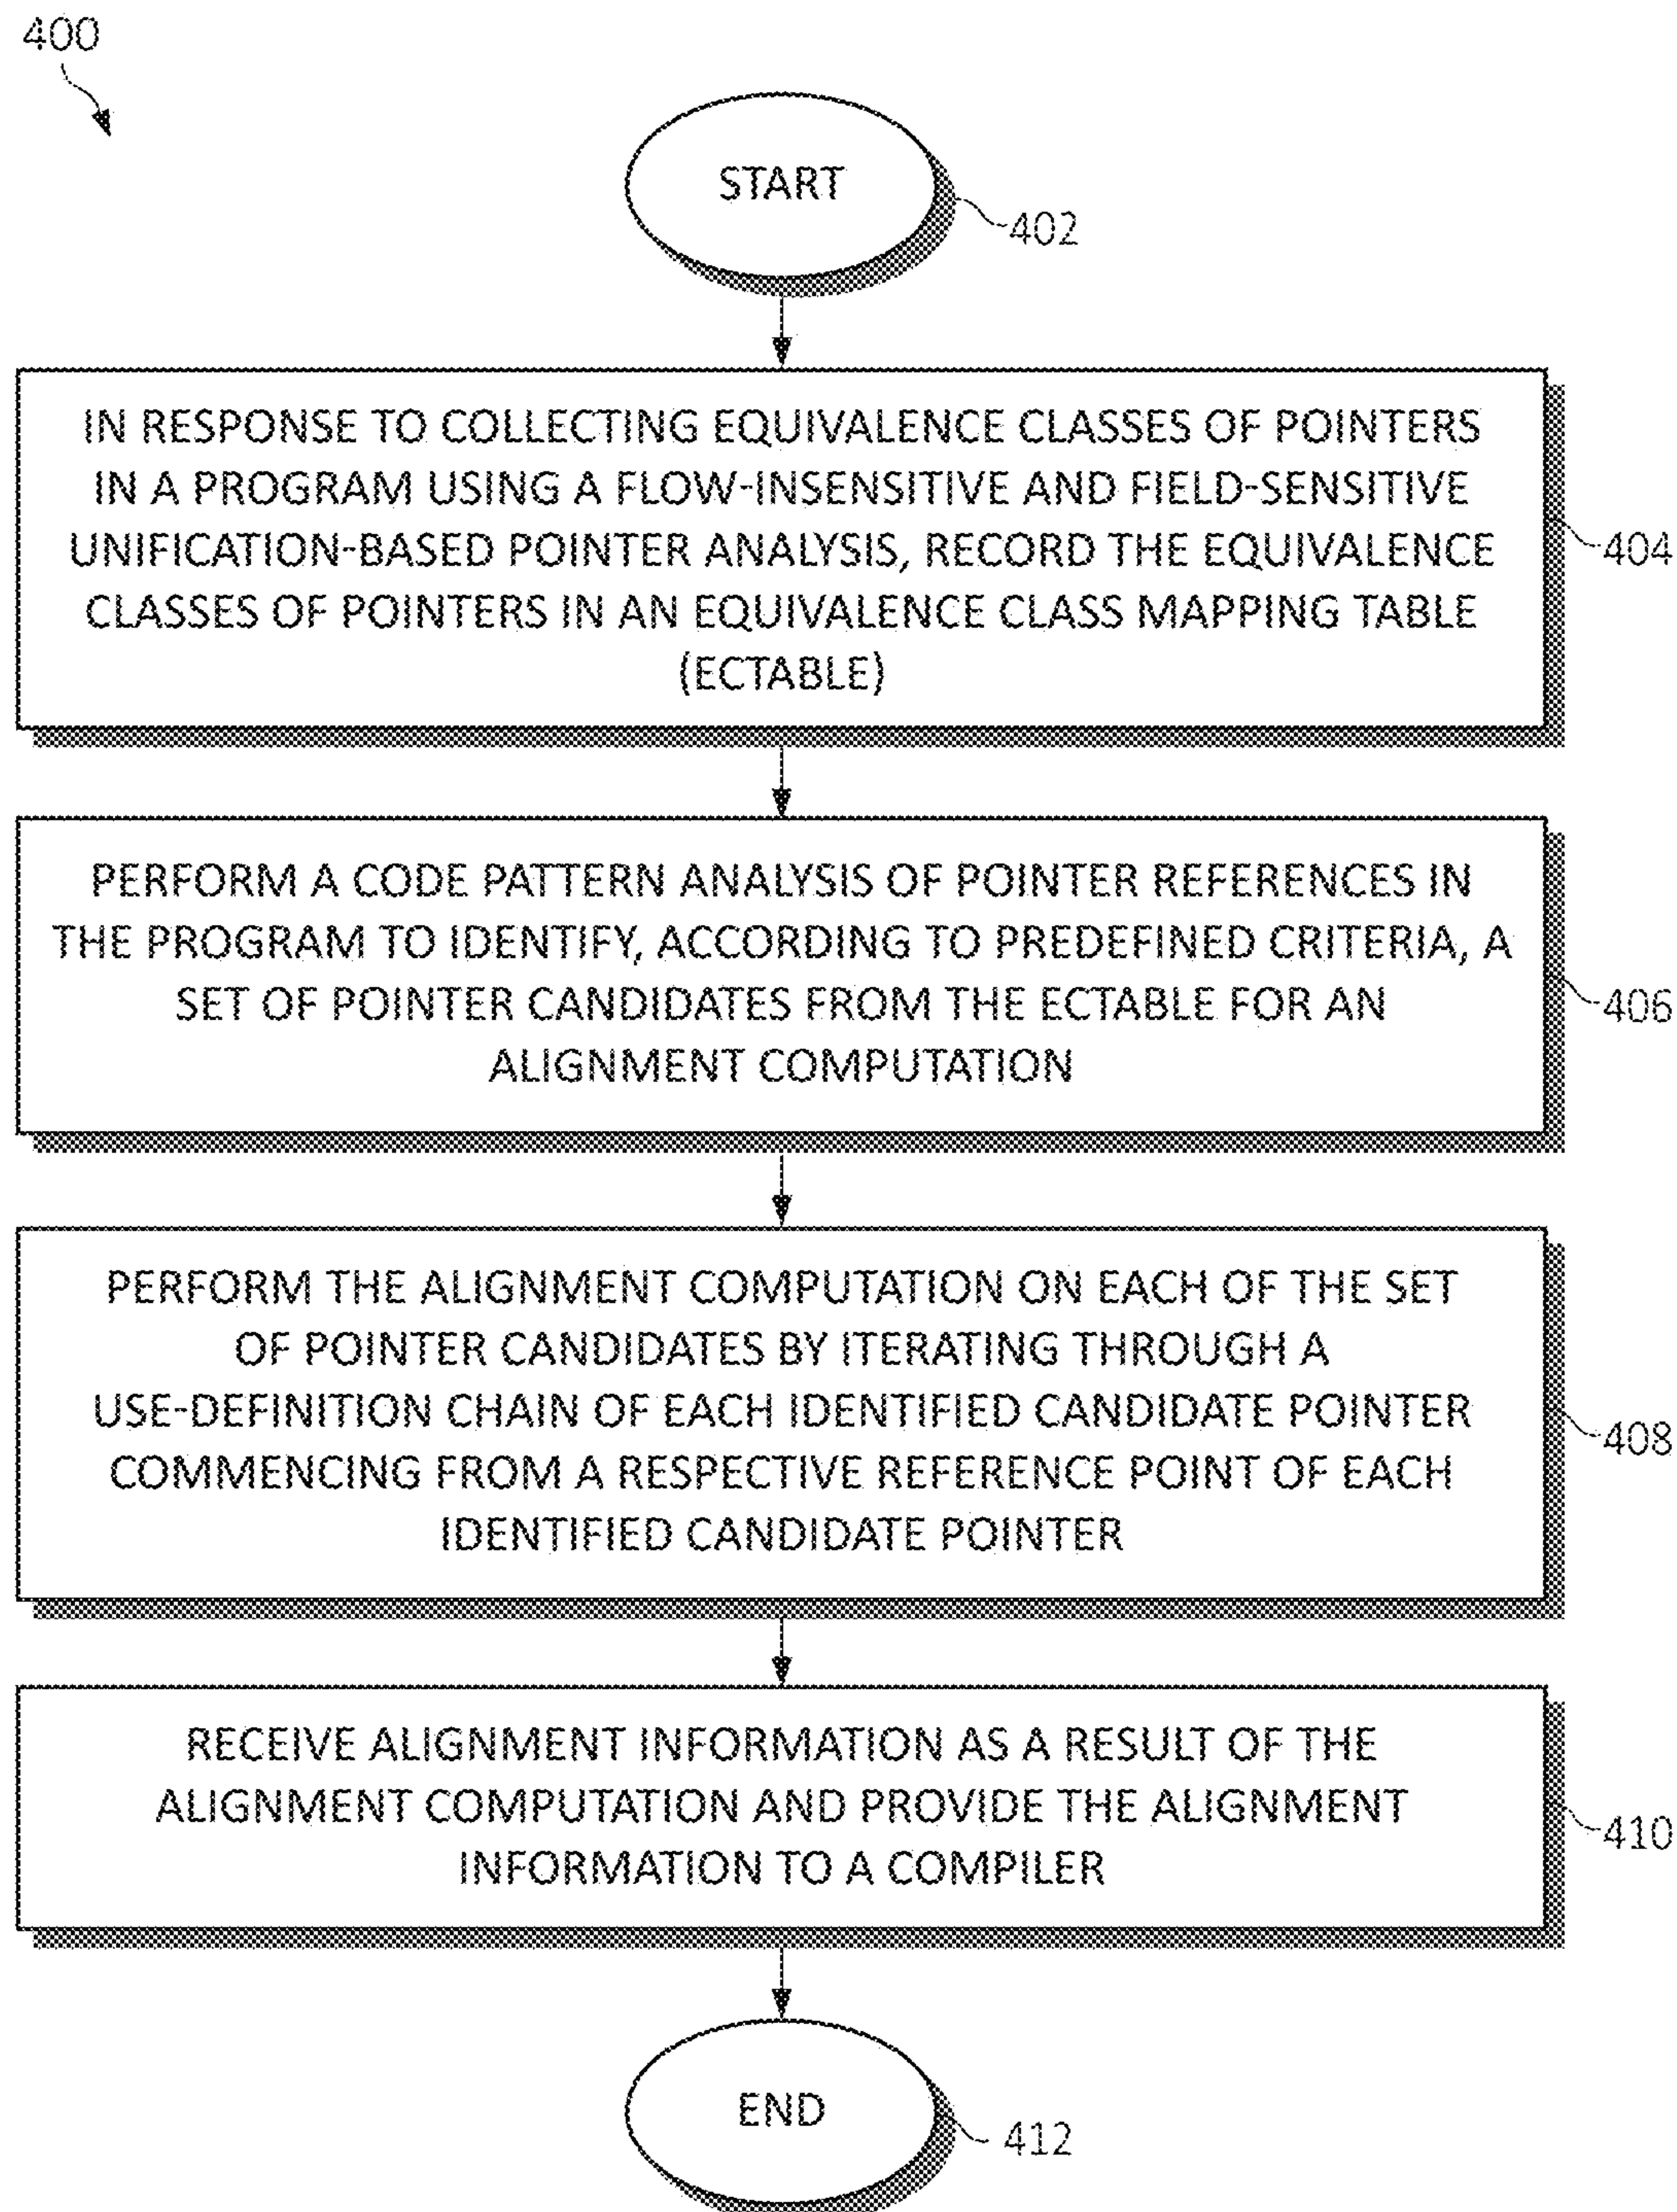 400
START
402
IN RESPONSE TO COLLECTING EQUIVALENCE CLASSES OF POINTERS
IN A PROGRAM USING A FLOW-INSENSITIVE AND FIELD-SENSITIVE
UNIFICATION-BASED POINTER ANALYSIS, RECORD THE EQUIVALENCE
CLASSES OF POINTERS IN AN EQUIVALENCE CLASS MAPPING TABLE
(ECTABLE)
404
PERFORM A CODE PATTERN ANALYSIS OF POINTER REFERENCES IN
THE PROGRAM TO IDENTIFY, ACCORDING TO PREDEFINED CRITERIA, A
SET OF POINTER CANDIDATES FROM THE ECTABLE FOR AN
ALIGNMENT COMPUTATION
406
PERFORM THE ALIGNMENT COMPUTATION ON EACH OF THE SET
OF POINTER CANDIDATES BY ITERATING THROUGH A
USE-DEFINITION CHAIN OF EACH IDENTIFIED CANDIDATE POINTER
COMMENCING FROM A RESPECTIVE REFERENCE POINT OF EACH
IDENTIFIED CANDIDATE POINTER
408
RECEIVE ALIGNMENT INFORMATION AS A RESULT OF THE
ALIGNMENT COMPUTATION AND PROVIDE THE ALIGNMENT
INFORMATION TO A COMPILER
410
END
412